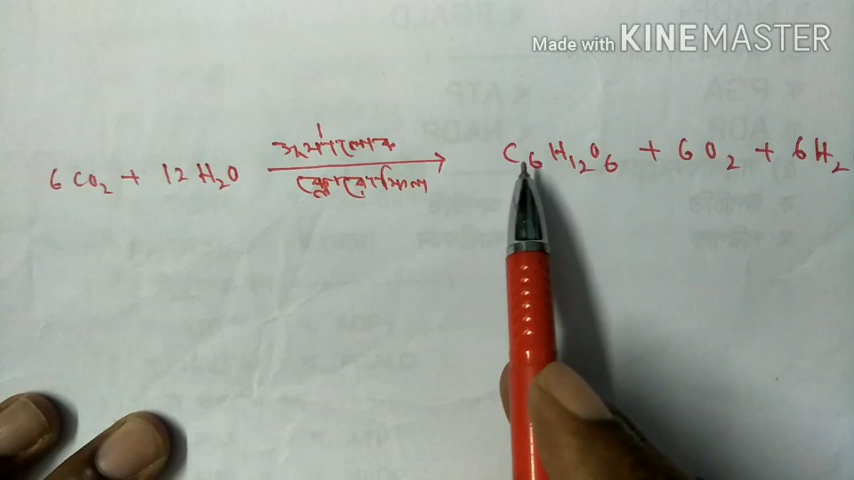 Made with KINEMASTER
6CO₂ + 12H₂O সূর্যালোক C₆H₁₂O₆ + 6O₂ + 6H₂
ক্লোরোফিল